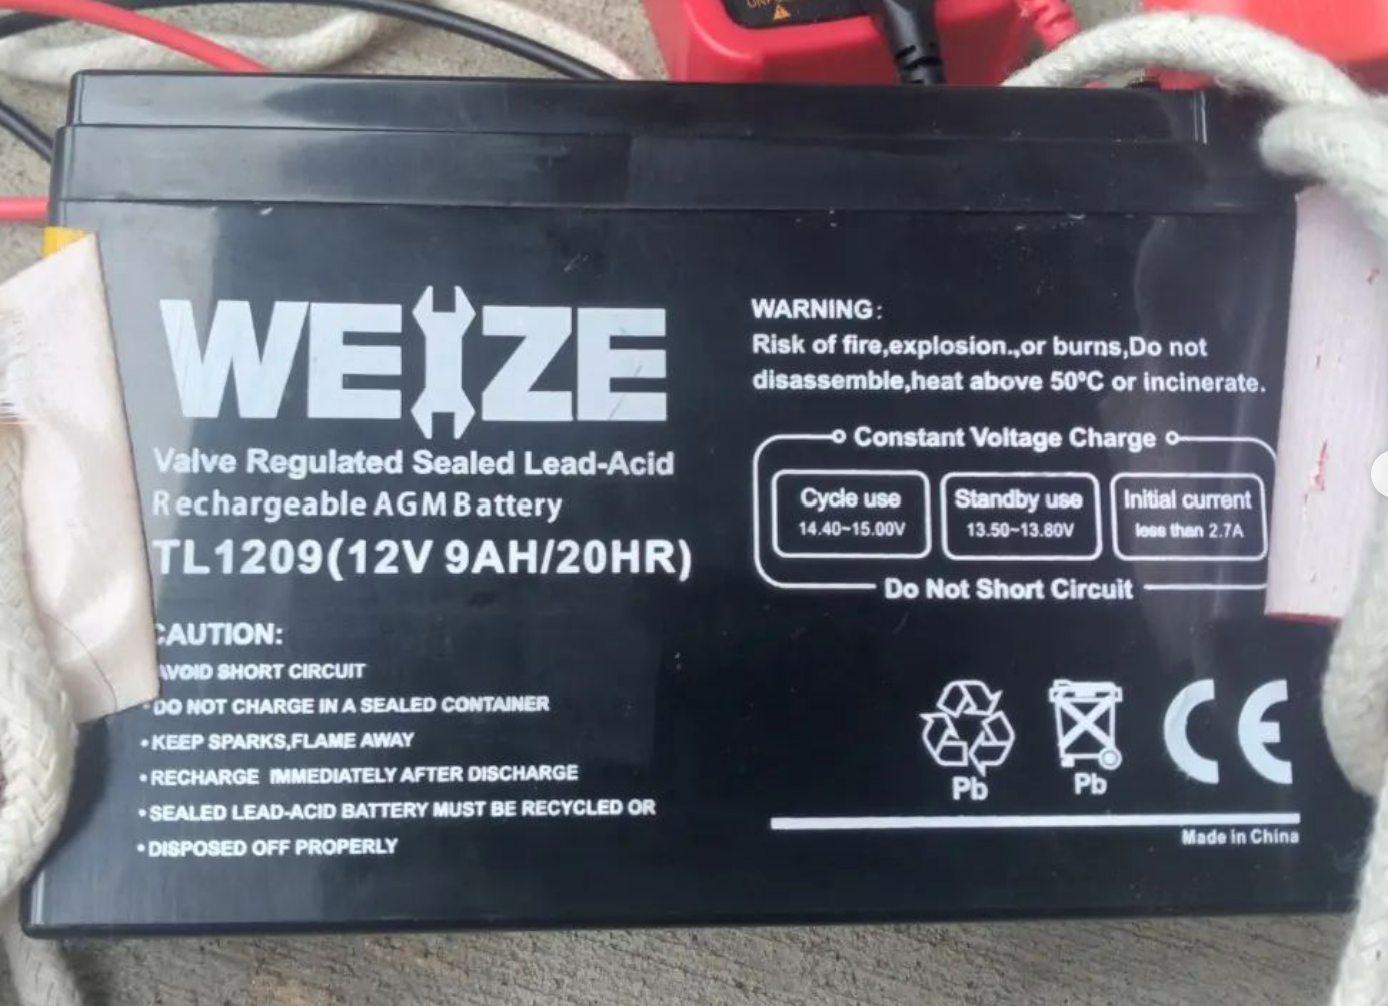 WEIZE
Valve Regulated Sealed Lead-Acid
Rechargeable AGM Battery
TL1209(12V 9AH/20HR)
CAUTION:
AVOID SHORT CIRCUIT
•DO NOT CHARGE IN A SEALED CONTAINER
•KEEP SPARKS,FLAME AWAY
•RECHARGE IMMEDIATELY AFTER DISCHARGE
•SEALED LEAD-ACID BATTERY MUST BE RECYCLED OR
•DISPOSED OFF PROPERLY
WARNING:
Risk of fire,explosion.,or burns,Do not
disassemble,heat above 50ºC or incinerate.
Constant Voltage Charge
Cycle use
14.40~15.00V
Standby use
13.50~13.80V
Initial current
less than 2.7A
Do Not Short Circuit
Pb
Pb
CE
Made in China